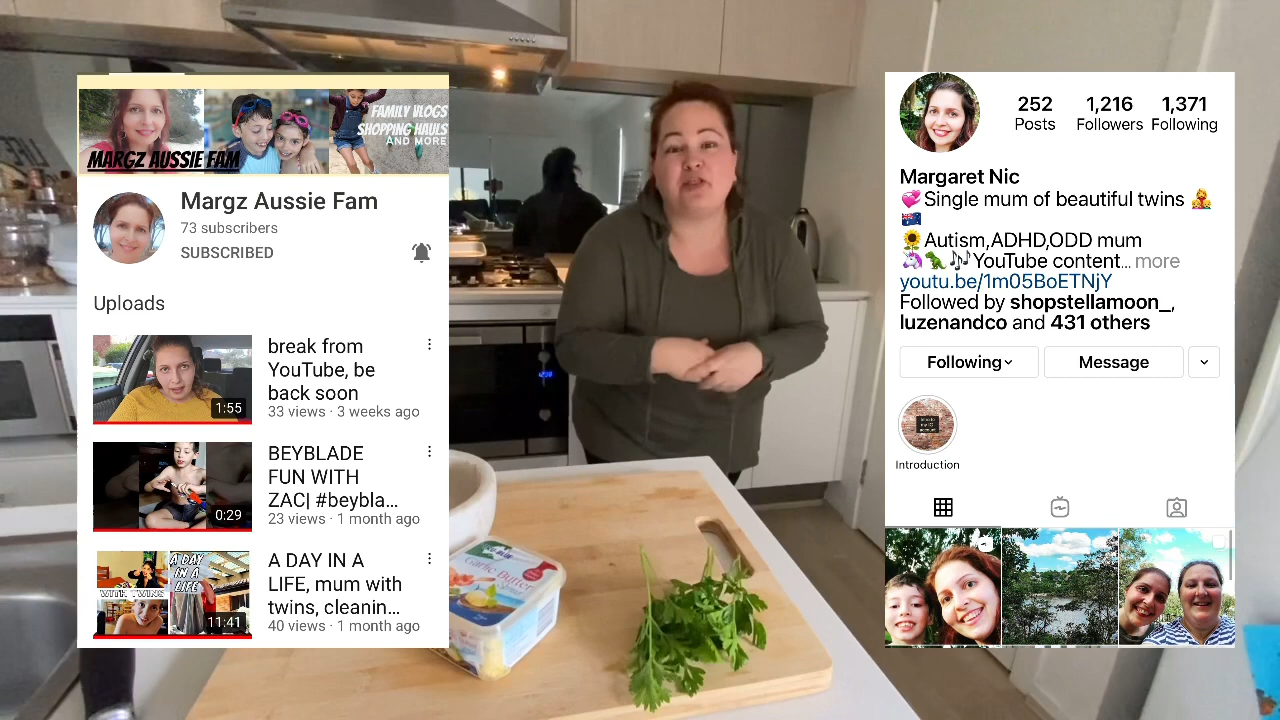 FAMILY VLOGS
SHOPPING HAULS
AND MORE
MARGZ AUSSIE FAM
Margz Aussie Fam
73 subscribers
SUBSCRIBED
Uploads
break from
YouTube, be
back soon
1:55
33 views · 3 weeks ago
BEYBLADE
FUN WITH
ZAC| #beybla...
0:29
23 views · 1 month ago
A DAY
IN A
LIFE
WITH TWINS
11:41
A DAY IN A
LIFE, mum with
twins, cleanin...
40 views · 1 month ago
Garlic Butter
252 1,216 1,371
Posts Followers Following
Margaret Nic
💞Single mum of beautiful twins 👩‍👧‍👦
🇦🇺
🌻Autism,ADHD,ODD mum
🦄🦖🎶YouTube content... more
youtu.be/1m05BoETNjY
Followed by shopstellamoon_,
luzenandco and 431 others
Following Message
Introduction